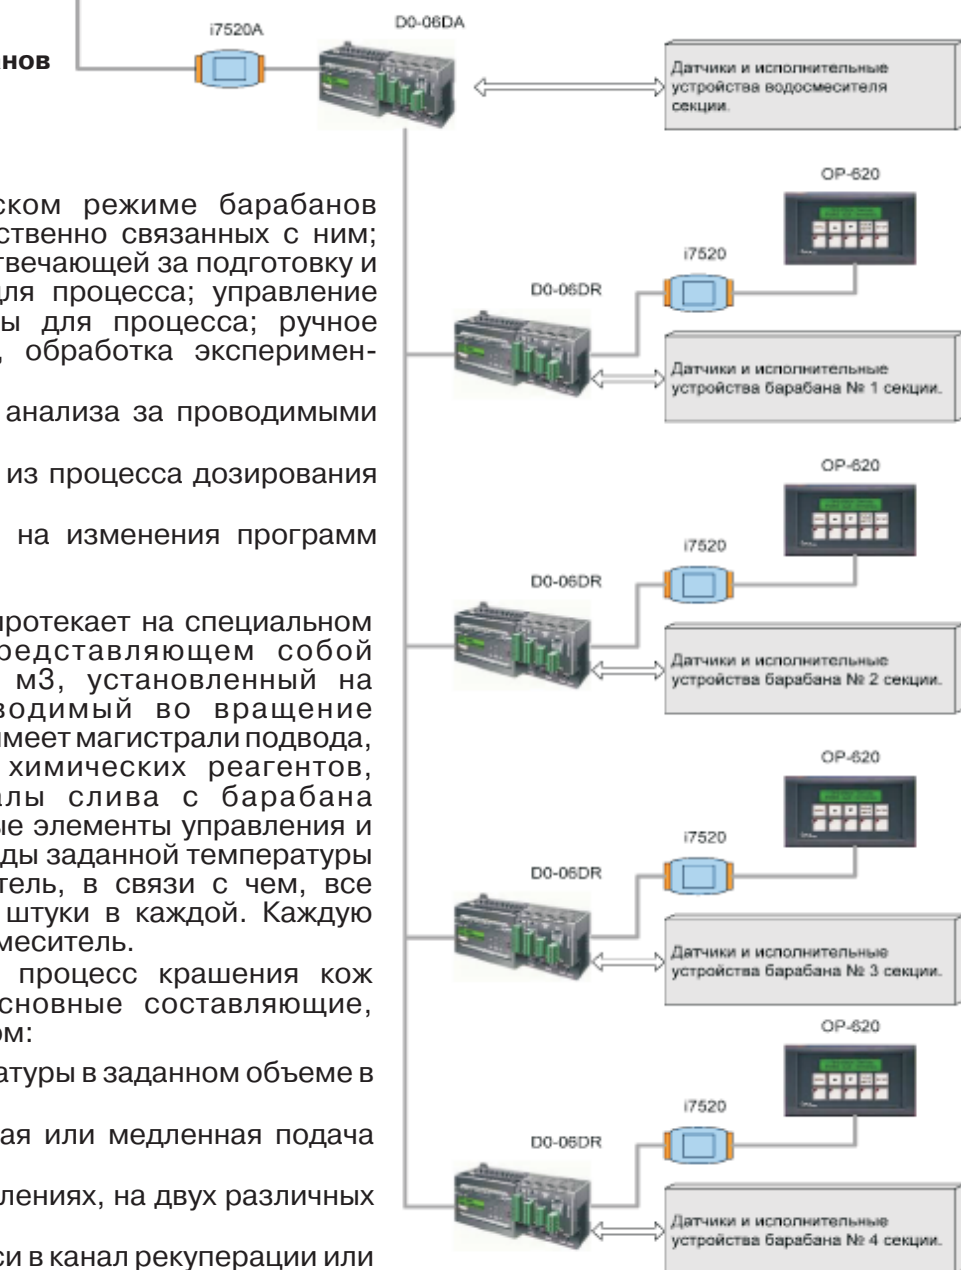 анов
ском режиме барабанов
ственно связанных с ним;
твечающей за подготовку и
для процесса; управление
ы для процесса; ручное
, обработка эксперимен-
анализа за проводимыми
из процесса дозирования
на изменения программ
протекает на специальном
редставляющем собой
м3, установленный на
водимый во вращение
имеет магистрали подвода,
химических реагентов,
алы слива с барабана
ые элементы управления и
ды заданной температуры
тель, в связи с чем, все
штуки в каждой. Каждую
меситель.
процесс крашения кож
сновные составляющие,
ом:
атуры в заданном объеме в
ая или медленная подача
лениях, на двух различных
си в канал рекуперации или
i7520A
D0-06DA
Датчики и исполнительные
устройства водосмесителя
секции.
OP-620
i7520
D0-06DR
Датчики и исполнительные
устройства барабана № 1 секции.
OP-620
i7520
D0-06DR
Датчики и исполнительные
устройства барабана № 2 секции.
OP-620
i7520
D0-06DR
Датчики и исполнительные
устройства барабана № 3 секции.
OP-620
i7520
D0-06DR
Датчики и исполнительные
устройства барабана № 4 секции.